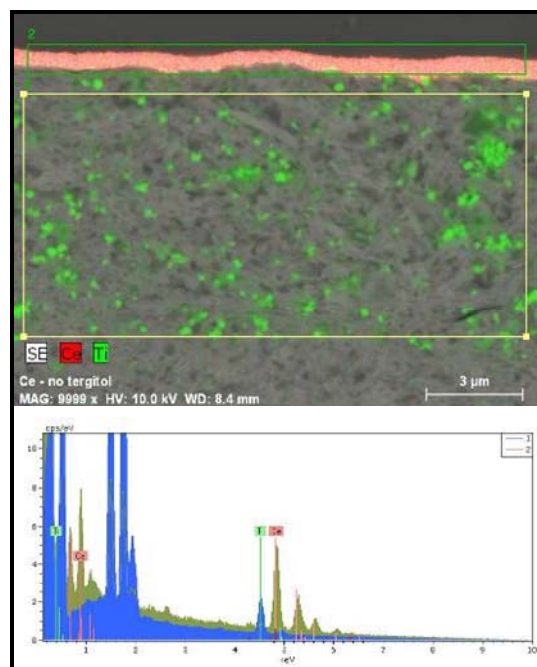 2
SE Ce Ti
Ce - no tergitol
MAG: 9999 x HV: 10.0 kV WD: 8.4 mm
3 µm
cps/eV
1
2
10
8
6
4
2
0
Ti
Ce
Ti
Ce
1 2 3 4 5 6 7 8 9 10
keV